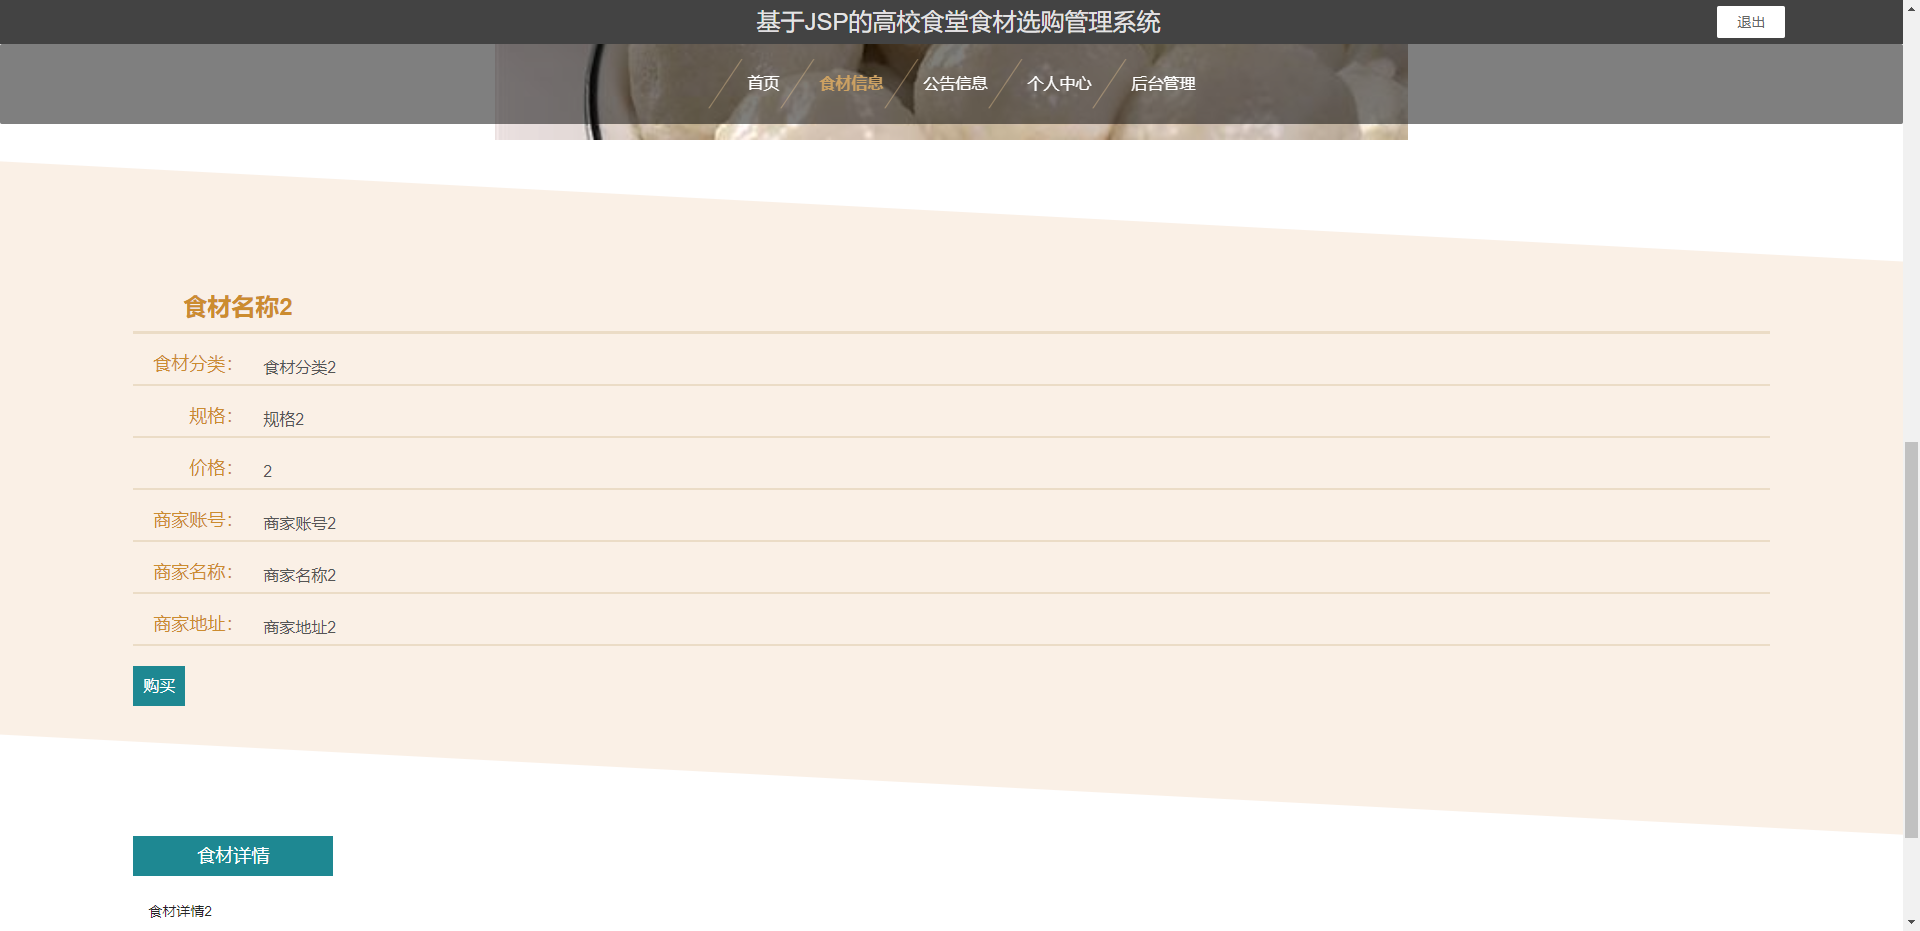 基于JSP的高校食堂食材选购管理系统
退出
首页 食材信息 公告信息 个人中心 后台管理
食材名称2
食材分类： 食材分类2
规格： 规格2
价格： 2
商家账号： 商家账号2
商家名称： 商家名称2
商家地址： 商家地址2
购买
食材详情
食材详情2